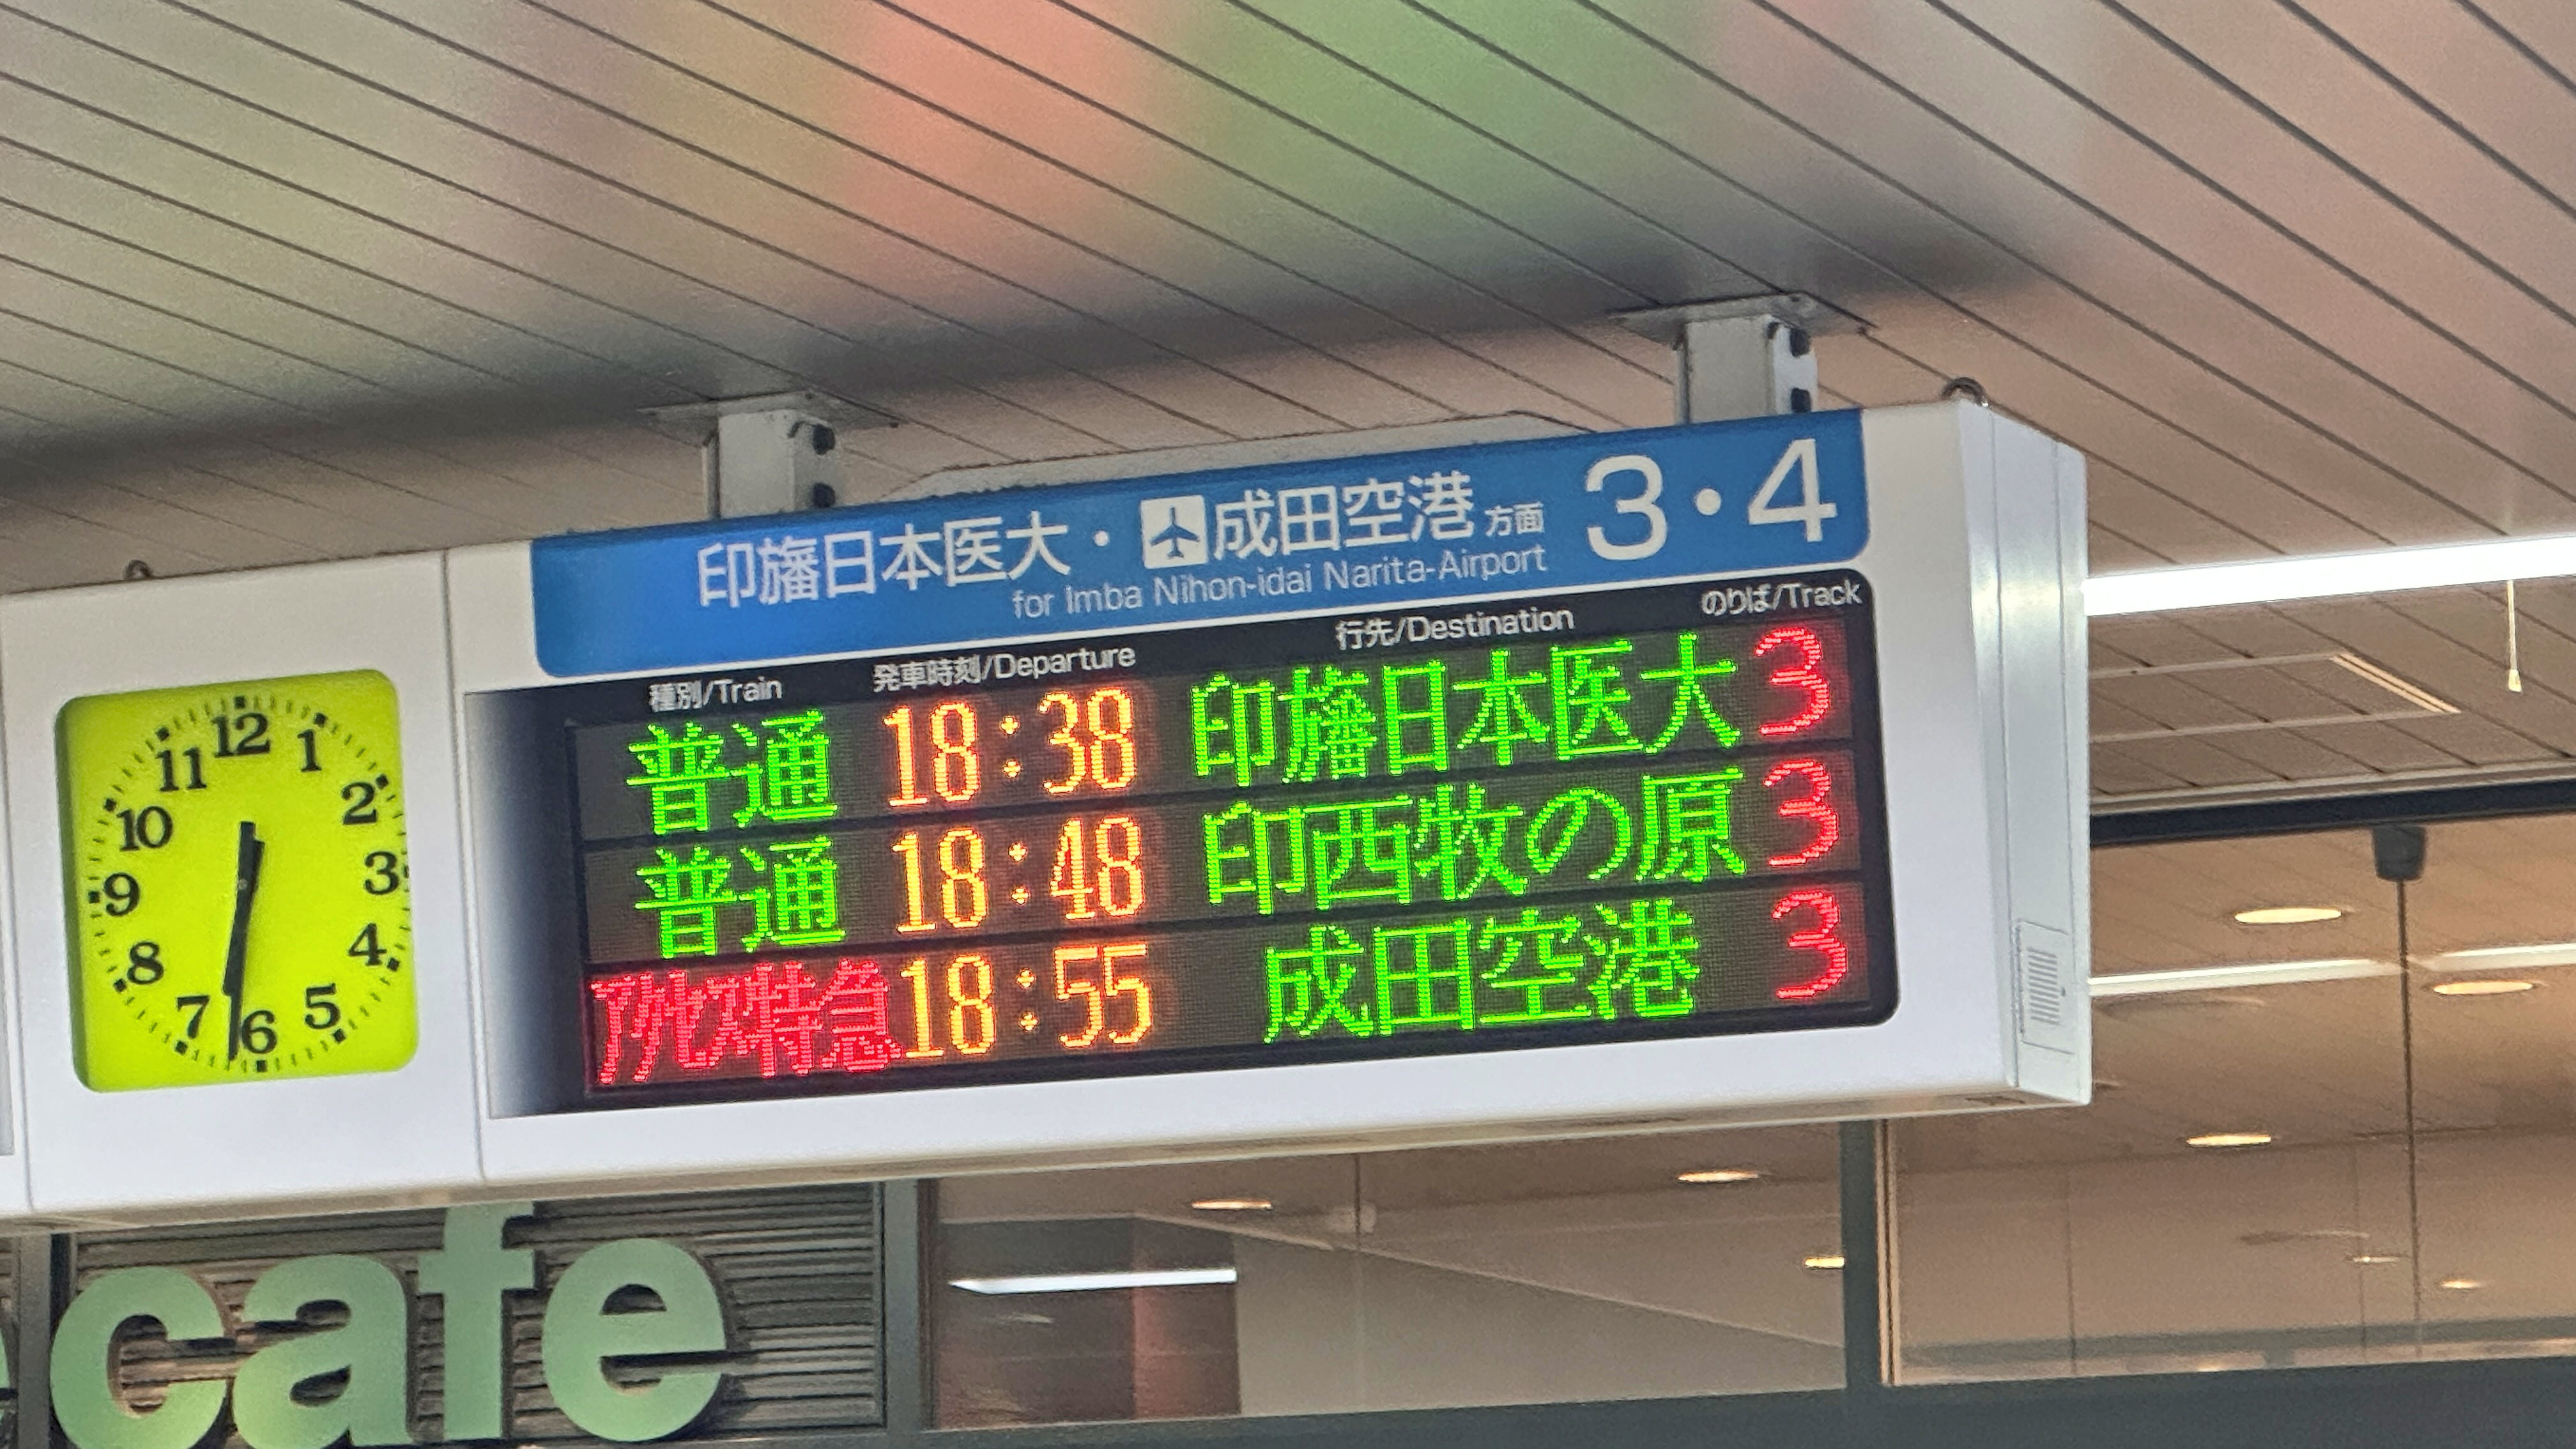 印旛日本医大・成田空港方面 3・4
for Imba Nihon-idai Narita-Airport
種別/Train 発車時刻/Departure 行先/Destination のりば/Track
普通 18:38 印旛日本医大 3
普通 18:48 印西牧の原 3
ｱｸｾｽ特急 18:55 成田空港 3
12
11 1
10 2
9 3
8 4
7 6 5
cafe